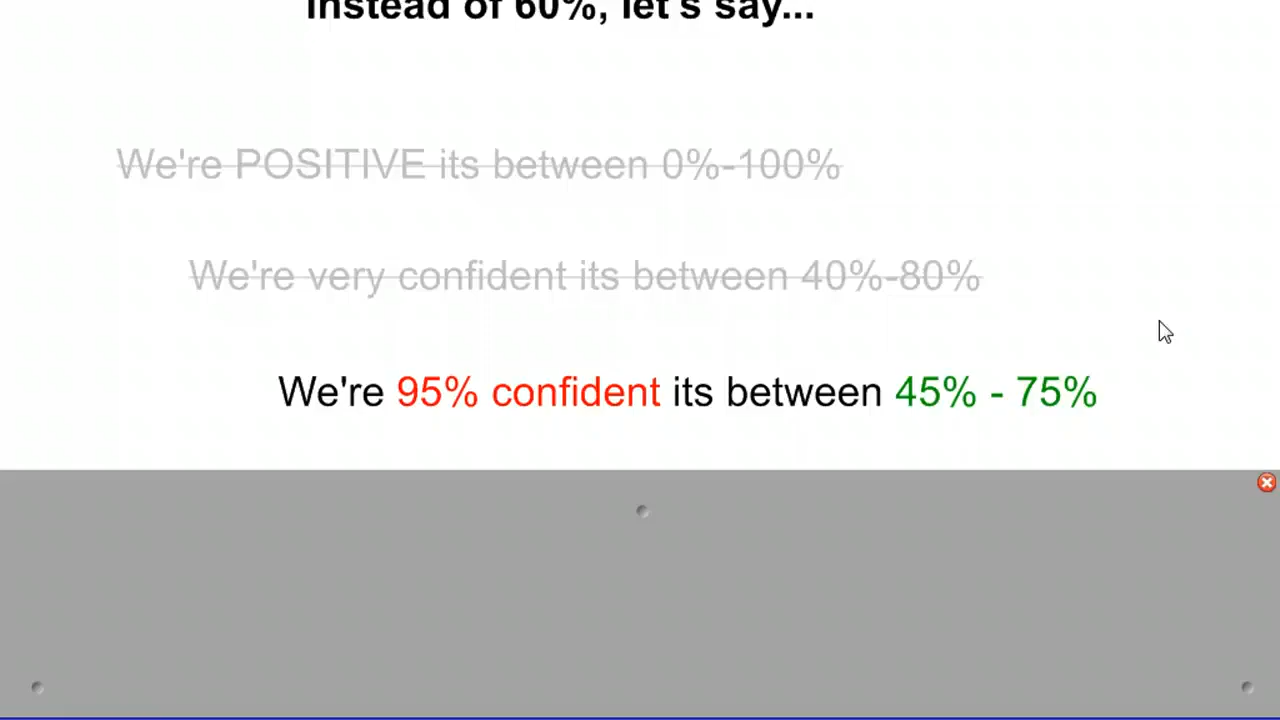 instead of 60%, let's say...
We're POSITIVE its between 0%-100%
We're very confident its between 40%-80%
We're 95% confident its between 45% - 75%